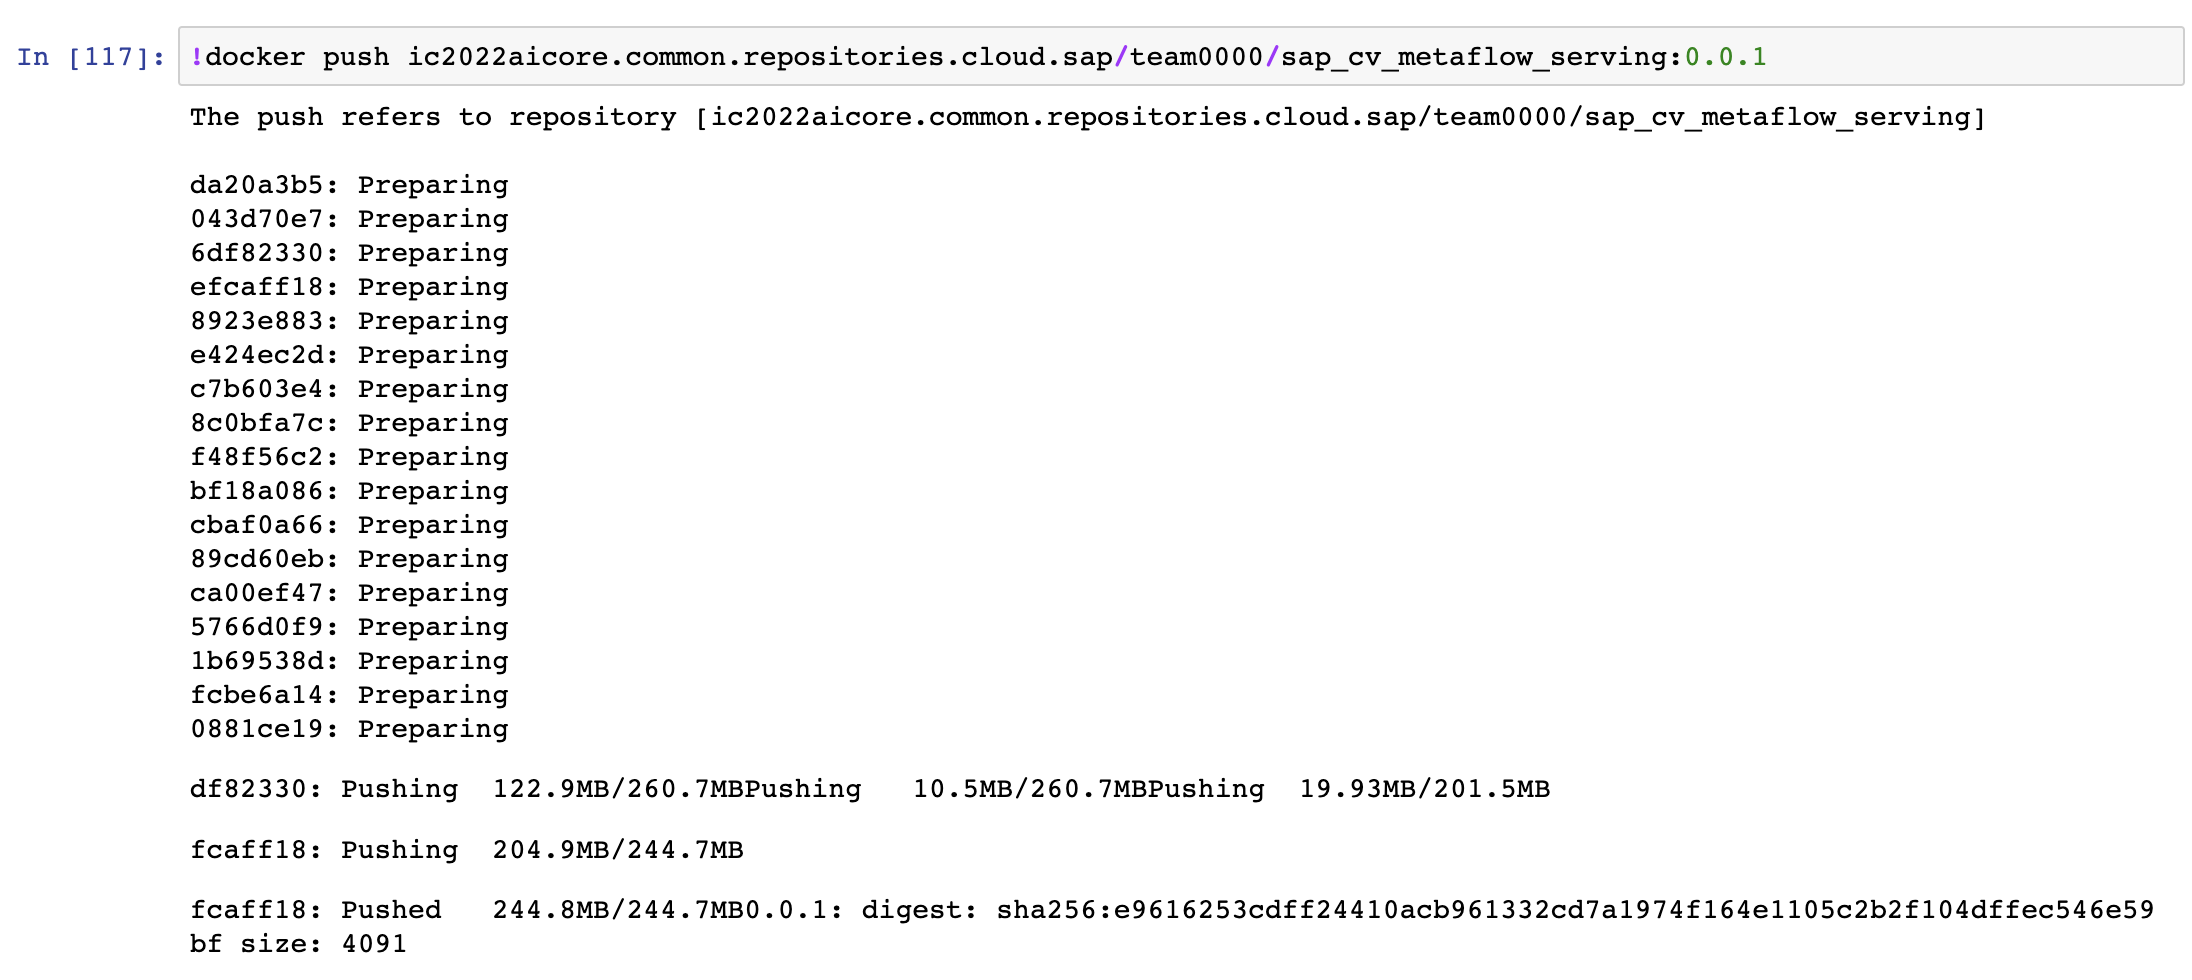 In [117]: !docker push ic2022aicore.common.repositories.cloud.sap/team0000/sap_cv_metaflow_serving:0.0.1
The push refers to repository [ic2022aicore.common.repositories.cloud.sap/team0000/sap_cv_metaflow_serving]
da20a3b5: Preparing
043d70e7: Preparing
6df82330: Preparing
efcaff18: Preparing
8923e883: Preparing
e424ec2d: Preparing
c7b603e4: Preparing
8c0bfa7c: Preparing
f48f56c2: Preparing
bf18a086: Preparing
cbaf0a66: Preparing
89cd60eb: Preparing
ca00ef47: Preparing
5766d0f9: Preparing
1b69538d: Preparing
fcbe6a14: Preparing
0881ce19: Preparing
df82330: Pushing  122.9MB/260.7MBPushing   10.5MB/260.7MBPushing  19.93MB/201.5MB
fcaff18: Pushing  204.9MB/244.7MB
fcaff18: Pushed   244.8MB/244.7MB0.0.1: digest: sha256:e9616253cdff24410acb961332cd7a1974f164e1105c2b2f104dffec546e59
bf size: 4091